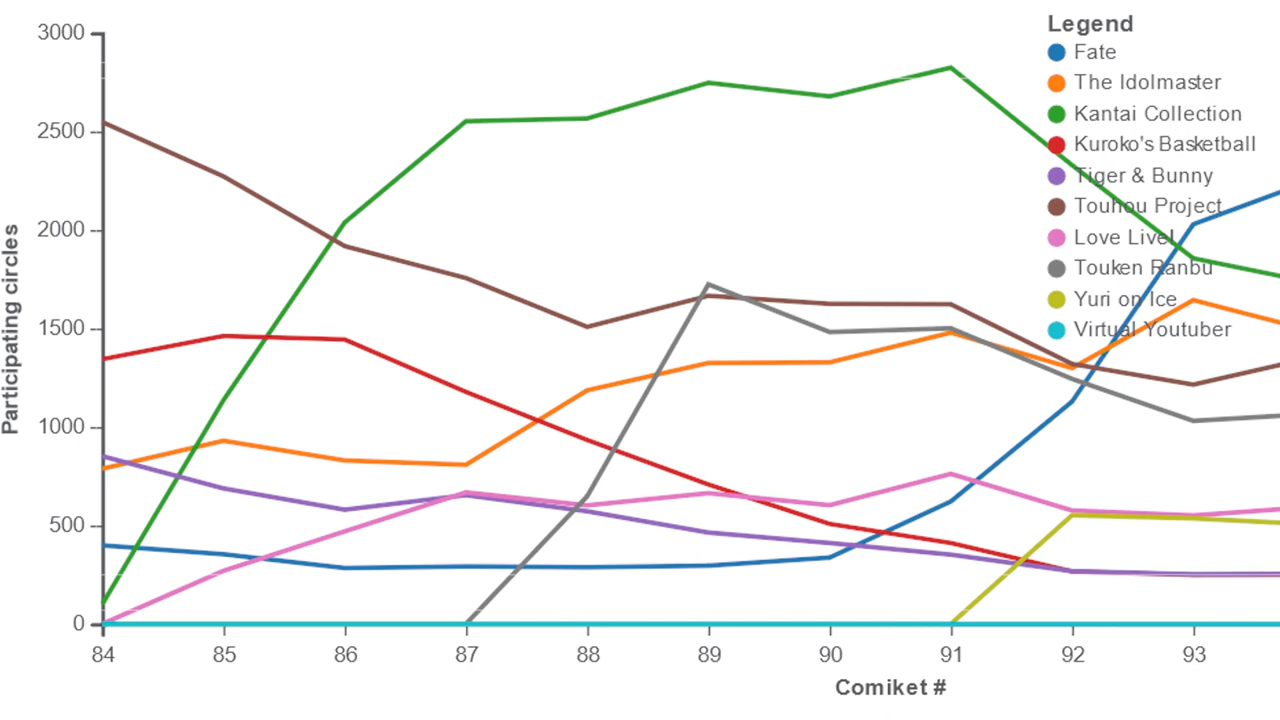 Legend
Fate
The Idolmaster
Kantai Collection
Kuroko's Basketball
Tiger & Bunny
Touhou Project
Love Live!
Touken Ranbu
Yuri on Ice
Virtual Youtuber
3000
2500
2000
1500
1000
500
0
Participating circles
84 85 86 87 88 89 90 91 92 93
Comiket #